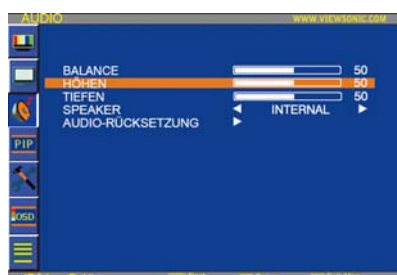 AUDIO WWW.VIEWSONIC.COM
BALANCE 50
HÖHEN 50
TIEFEN 50
SPEAKER INTERNAL
AUDIO-RÜCKSETZUNG
PIP
OSD